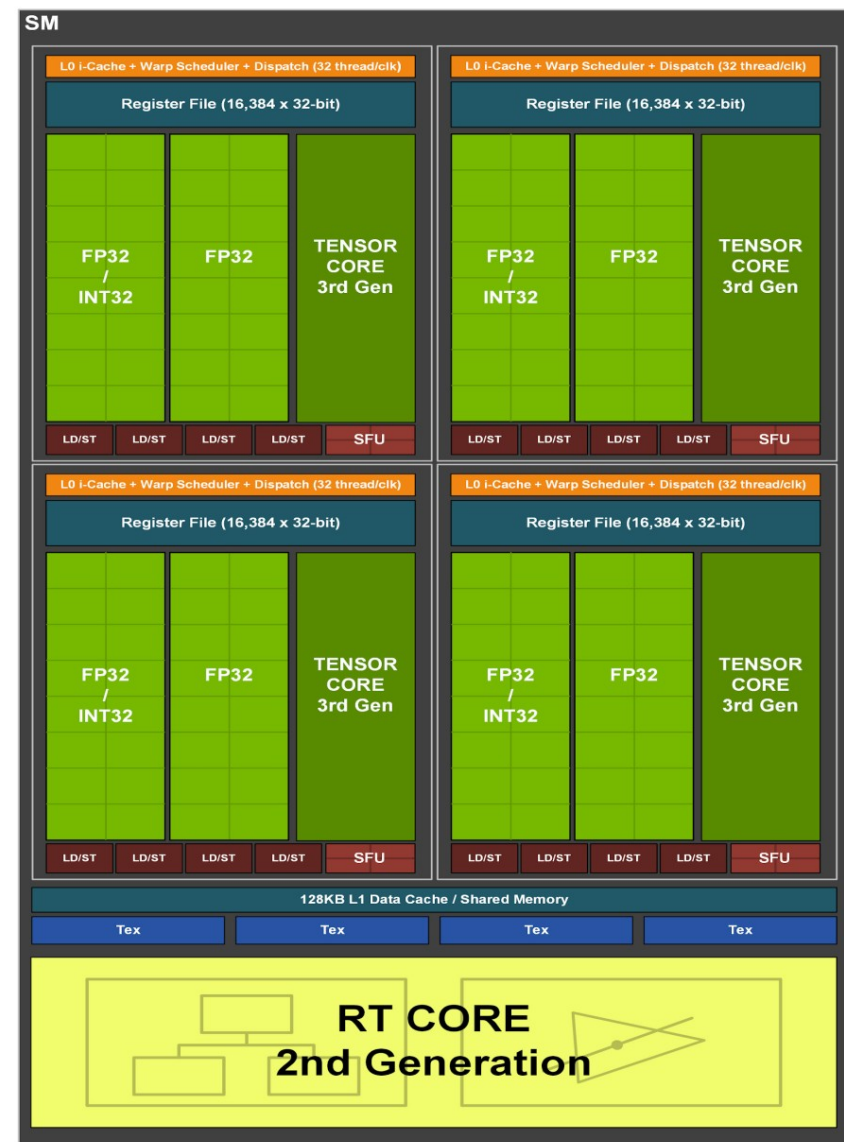 SM
L0 i-Cache + Warp Scheduler + Dispatch (32 thread/clk)
Register File (16,384 x 32-bit)
FP32
/
INT32
FP32
TENSOR
CORE
3rd Gen
LD/ST
LD/ST
LD/ST
LD/ST
SFU
L0 i-Cache + Warp Scheduler + Dispatch (32 thread/clk)
Register File (16,384 x 32-bit)
FP32
/
INT32
FP32
TENSOR
CORE
3rd Gen
LD/ST
LD/ST
LD/ST
LD/ST
SFU
L0 i-Cache + Warp Scheduler + Dispatch (32 thread/clk)
Register File (16,384 x 32-bit)
FP32
/
INT32
FP32
TENSOR
CORE
3rd Gen
LD/ST
LD/ST
LD/ST
LD/ST
SFU
L0 i-Cache + Warp Scheduler + Dispatch (32 thread/clk)
Register File (16,384 x 32-bit)
FP32
/
INT32
FP32
TENSOR
CORE
3rd Gen
LD/ST
LD/ST
LD/ST
LD/ST
SFU
128KB L1 Data Cache / Shared Memory
Tex
Tex
Tex
Tex
RT CORE
2nd Generation